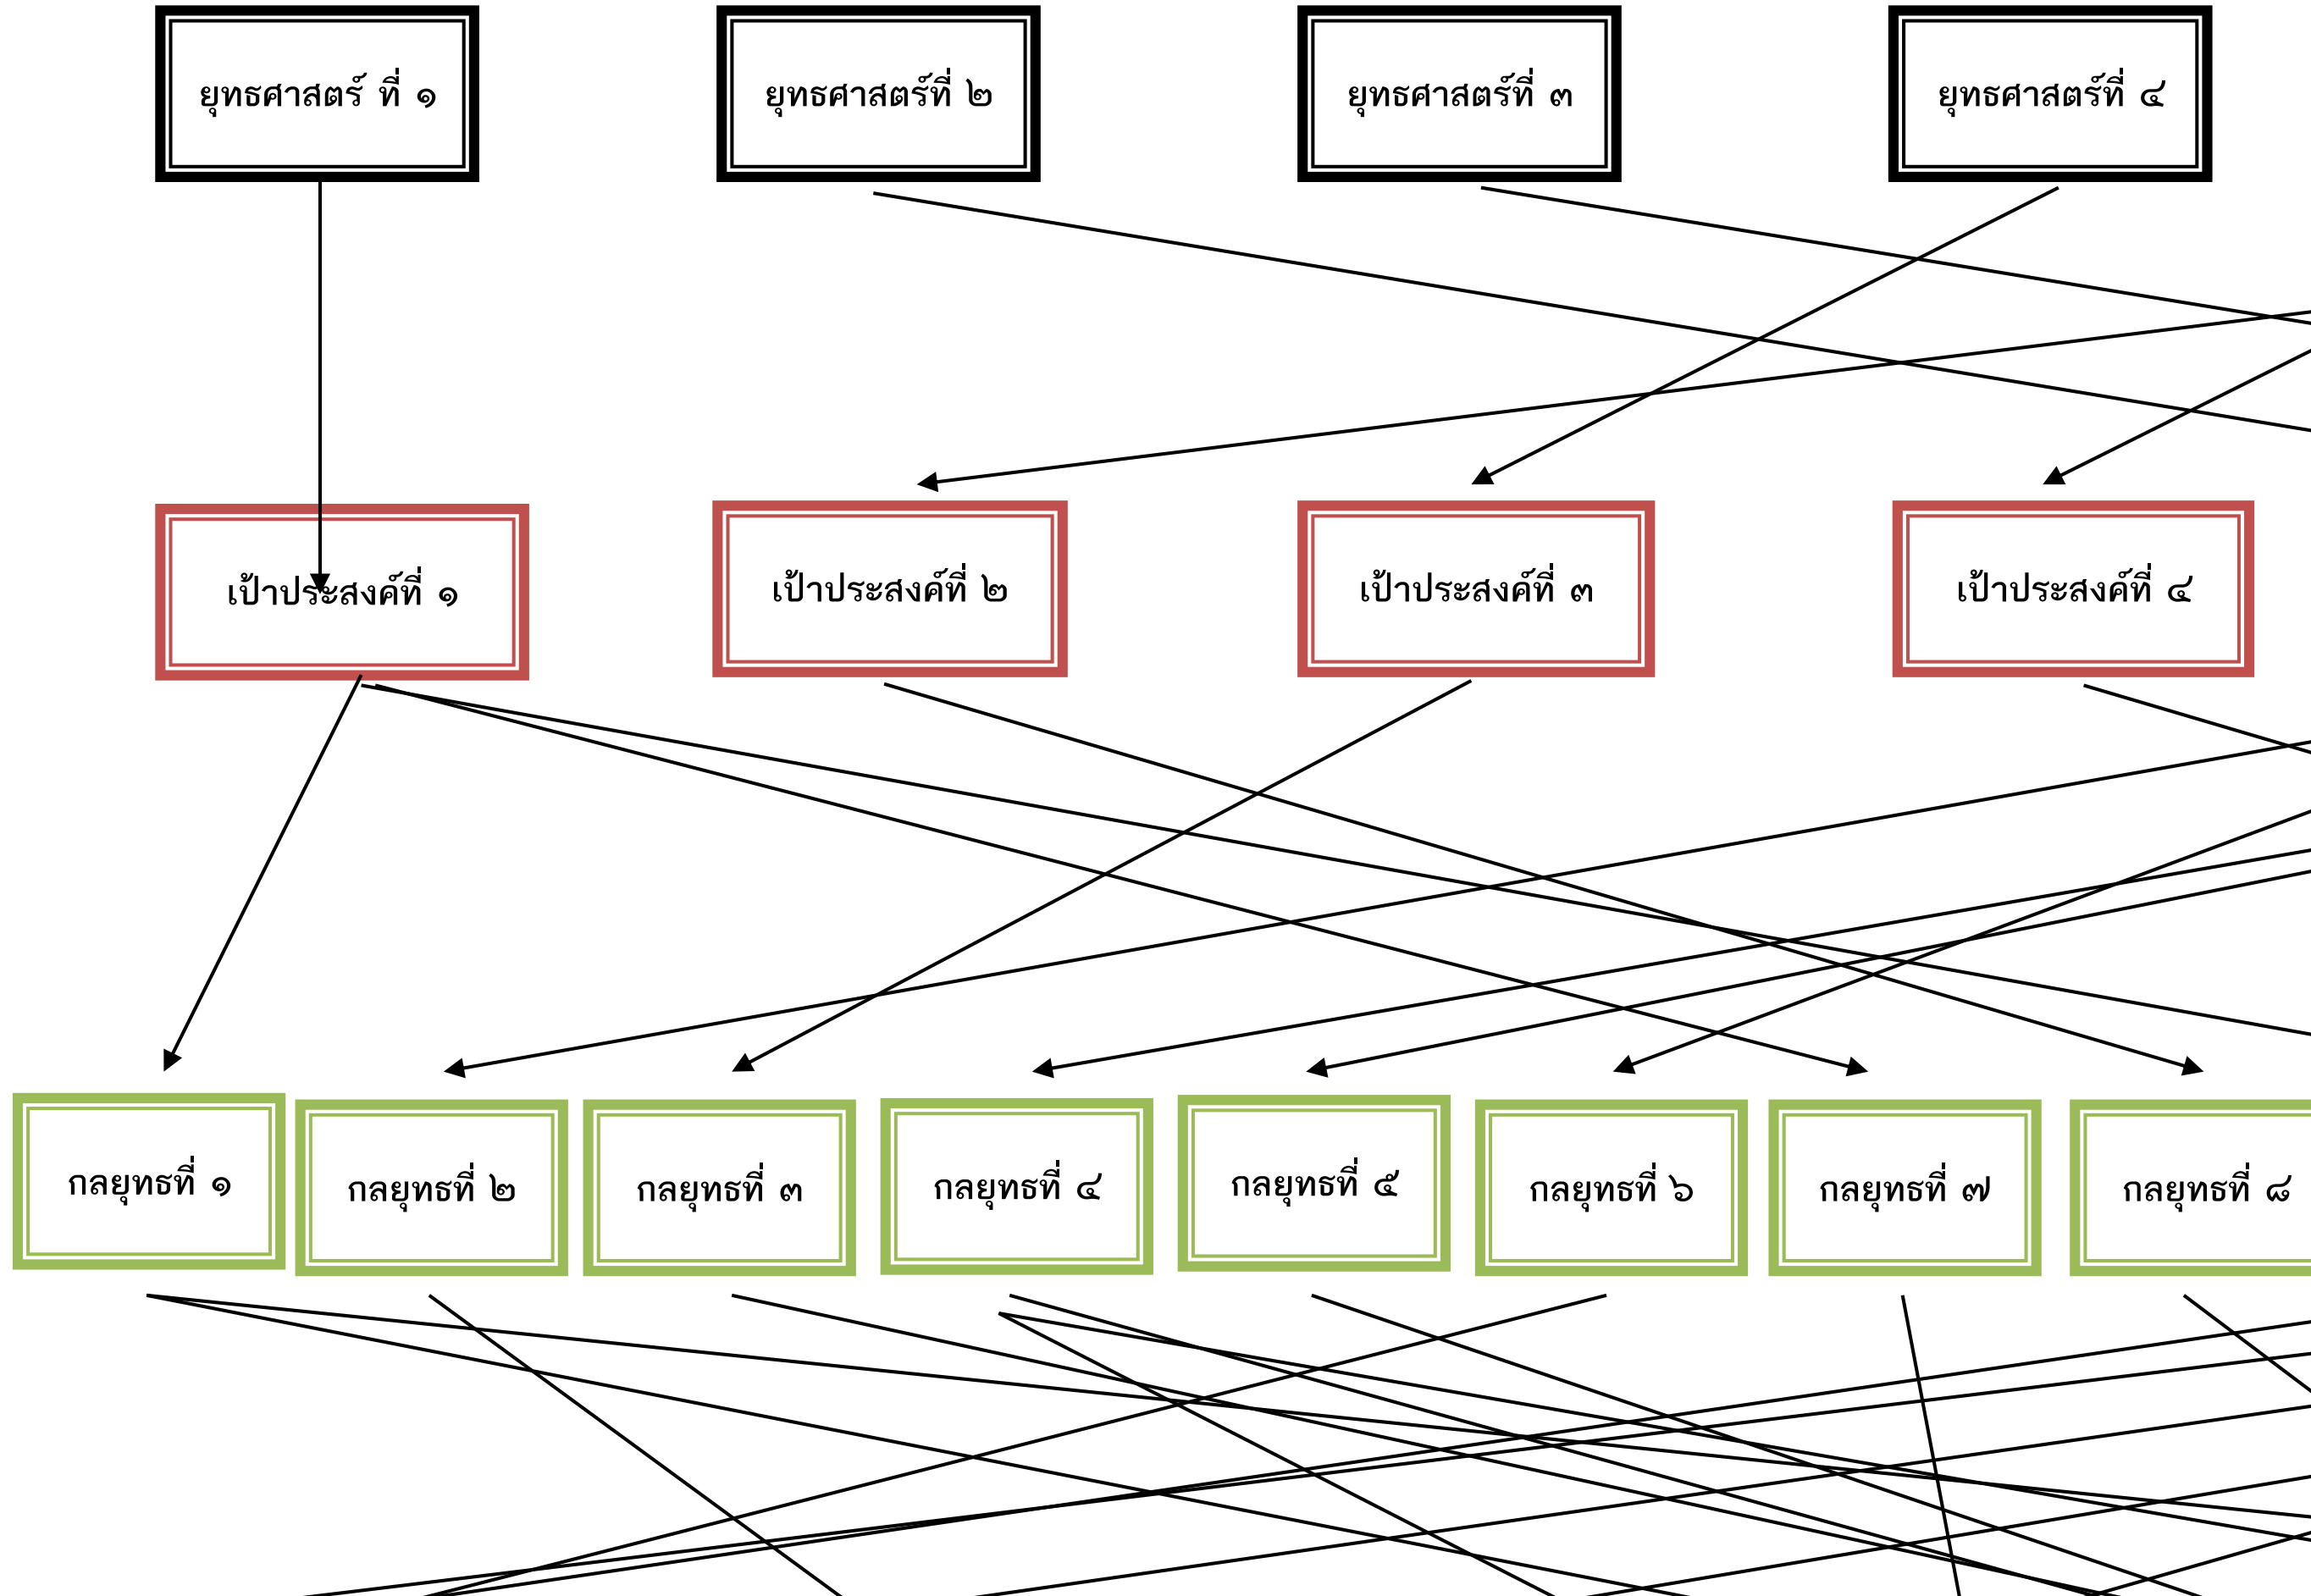 ยุทธศาสตร์ ที่ ๑
ยุทธศาสตร์ที่ ๒
ยุทธศาสตร์ที่ ๓
ยุทธศาสตร์ที่ ๔
เป้าประสงค์ที่ ๑
เป้าประสงค์ที่ ๒
เป้าประสงค์ที่ ๓
เป้าประสงค์ที่ ๔
กลยุทธที่ ๑
กลยุทธที่ ๒
กลยุทธที่ ๓
กลยุทธที่ ๔
กลยุทธที่ ๕
กลยุทธที่ ๖
กลยุทธที่ ๗
กลยุทธที่ ๘